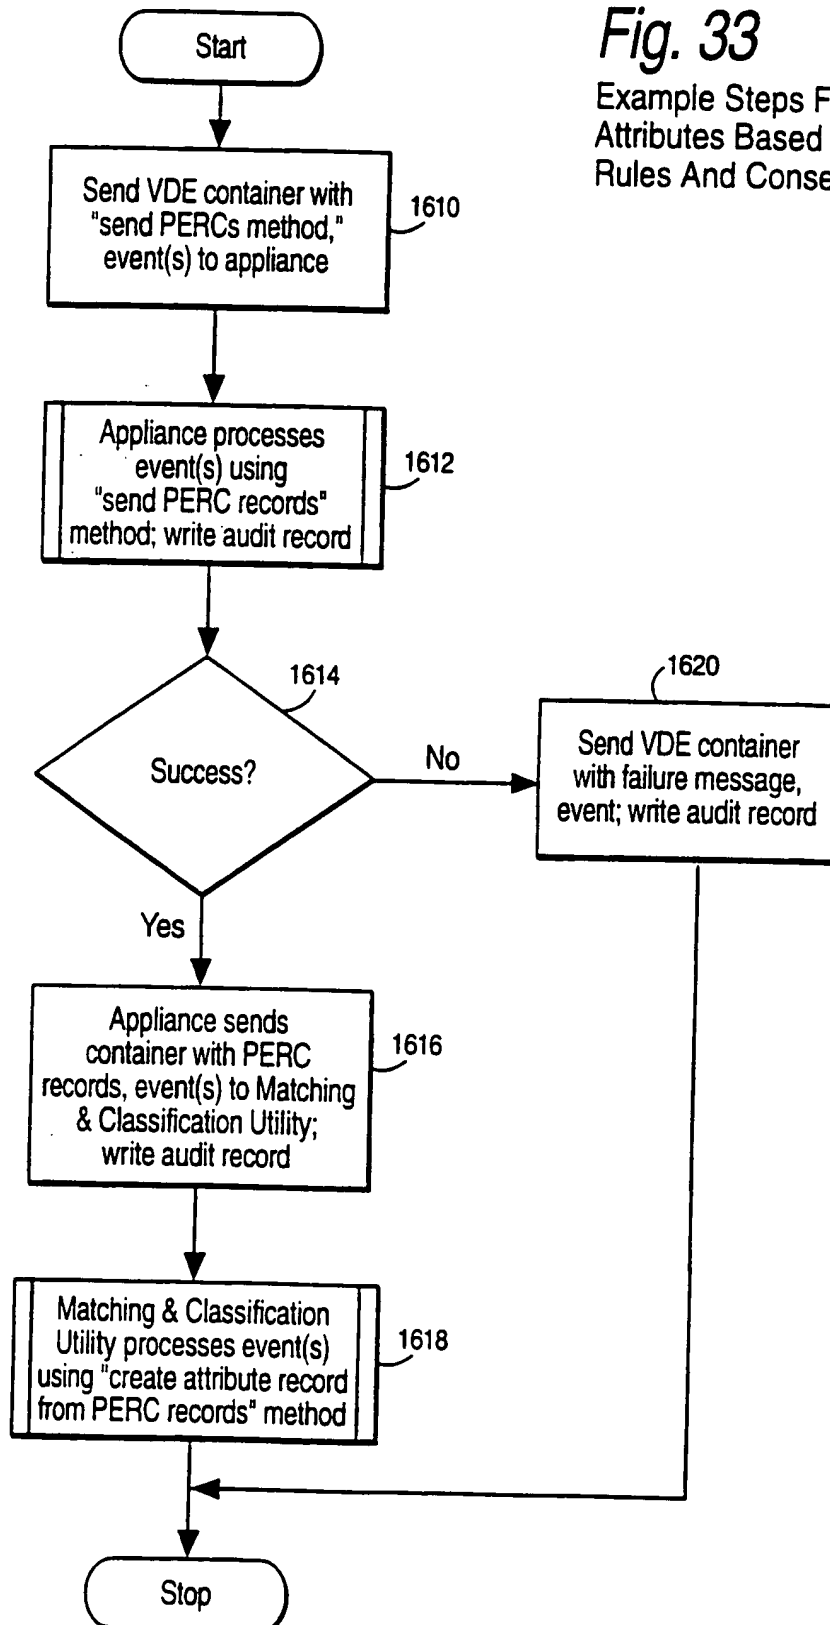 Fig. 33
Example Steps F
Attributes Based
Rules And Conse
Start
Send VDE container with
"send PERCs method,"
event(s) to appliance
1610
Appliance processes
event(s) using
"send PERC records"
method; write audit record
1612
1614
Success?
No
1620
Send VDE container
with failure message,
event; write audit record
Yes
Appliance sends
container with PERC
records, event(s) to Matching
& Classification Utility;
write audit record
1616
Matching & Classification
Utility processes event(s)
using "create attribute record
from PERC records" method
1618
Stop